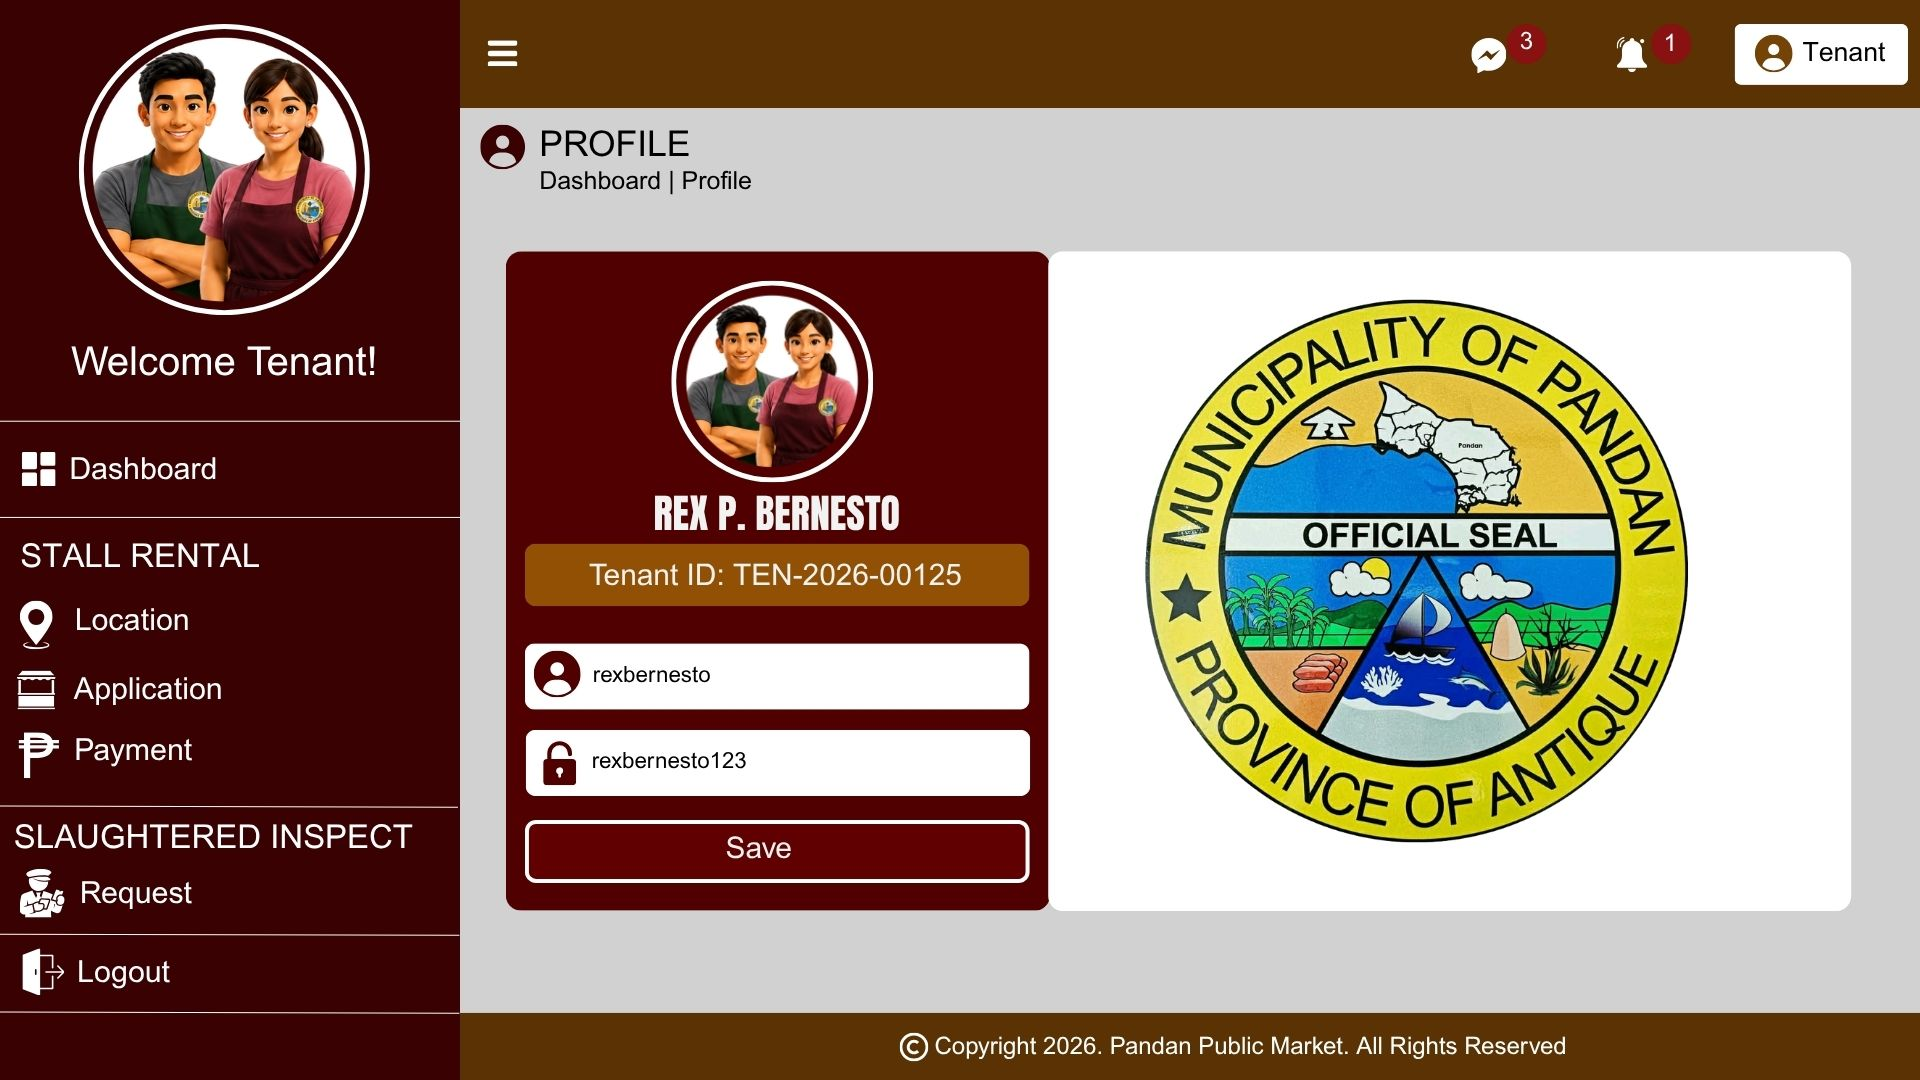 Welcome Tenant!
Dashboard
STALL RENTAL
Location
Application
Payment
SLAUGHTERED INSPECT
Request
Logout
3
1
Tenant
PROFILE
Dashboard | Profile
REX P. BERNESTO
Tenant ID: TEN-2026-00125
rexbernesto
rexbernesto123
Save
MUNICIPALITY OF PANDAN
Pandan
OFFICIAL SEAL
PROVINCE OF ANTIQUE
© Copyright 2026. Pandan Public Market. All Rights Reserved